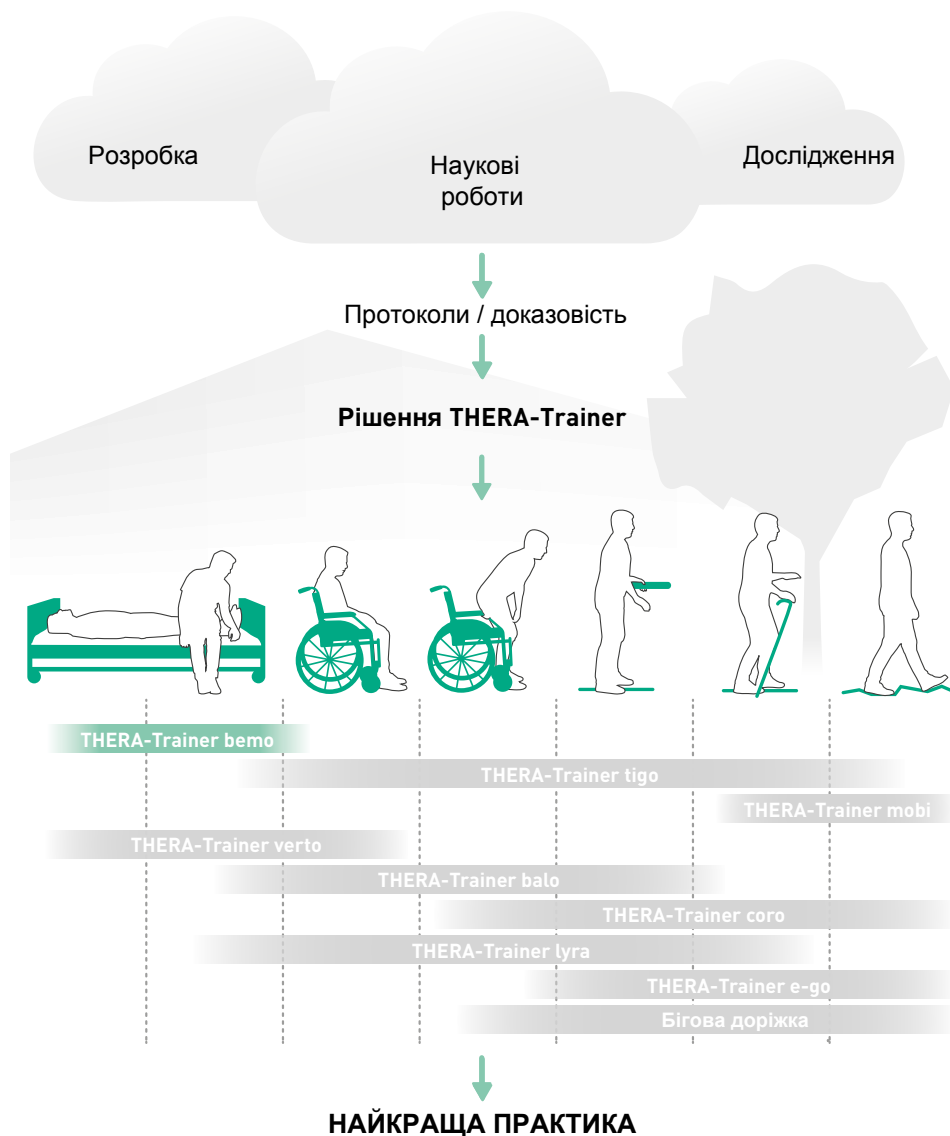 Розробка
Наукові
роботи
Дослідження
Протоколи / доказовість
Рішення THERA-Trainer
THERA-Trainer bemo
THERA-Trainer tigo
THERA-Trainer mobi
THERA-Trainer verto
THERA-Trainer balo
THERA-Trainer coro
THERA-Trainer lyra
THERA-Trainer e-go
Бігова доріжка
НАЙКРАЩА ПРАКТИКА